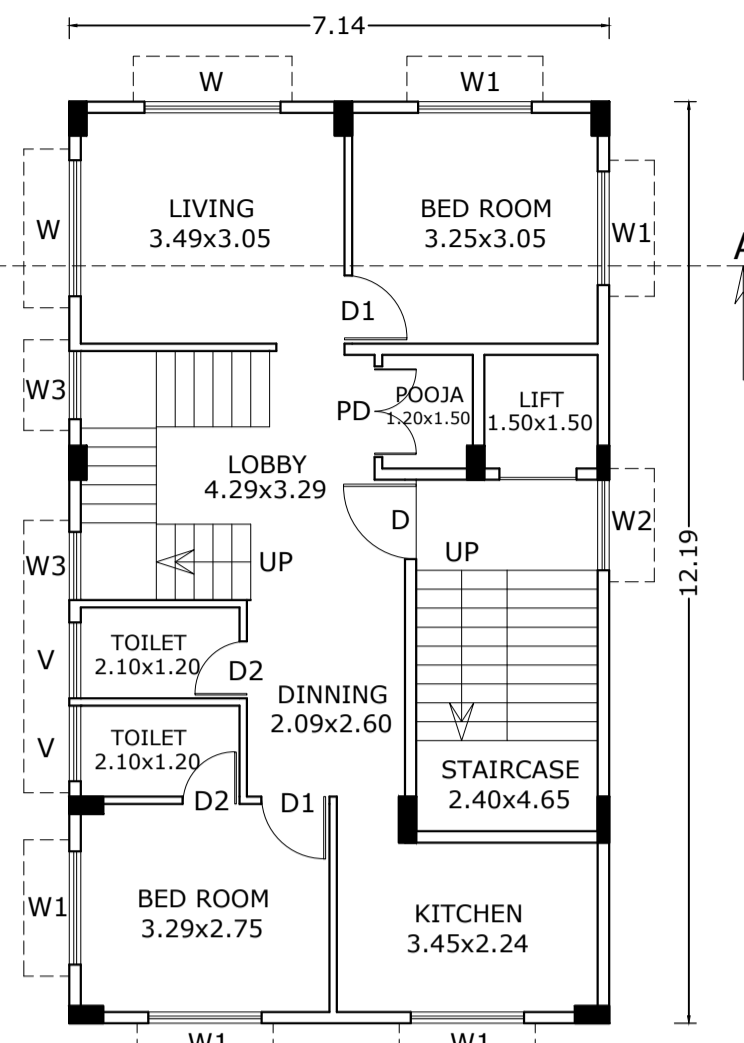 7.14
W
W1
LIVING
3.49x3.05
BED ROOM
3.25x3.05
W
W1
A
D1
W3
PD
POOJA
1.20x1.50
LIFT
1.50x1.50
LOBBY
4.29x3.29
D
W2
UP
W3
UP
12.19
TOILET
2.10x1.20
V
D2
DINNING
2.09x2.60
TOILET
2.10x1.20
V
STAIRCASE
2.40x4.65
D2
D1
W1
BED ROOM
3.29x2.75
KITCHEN
3.45x2.24
W1
W1